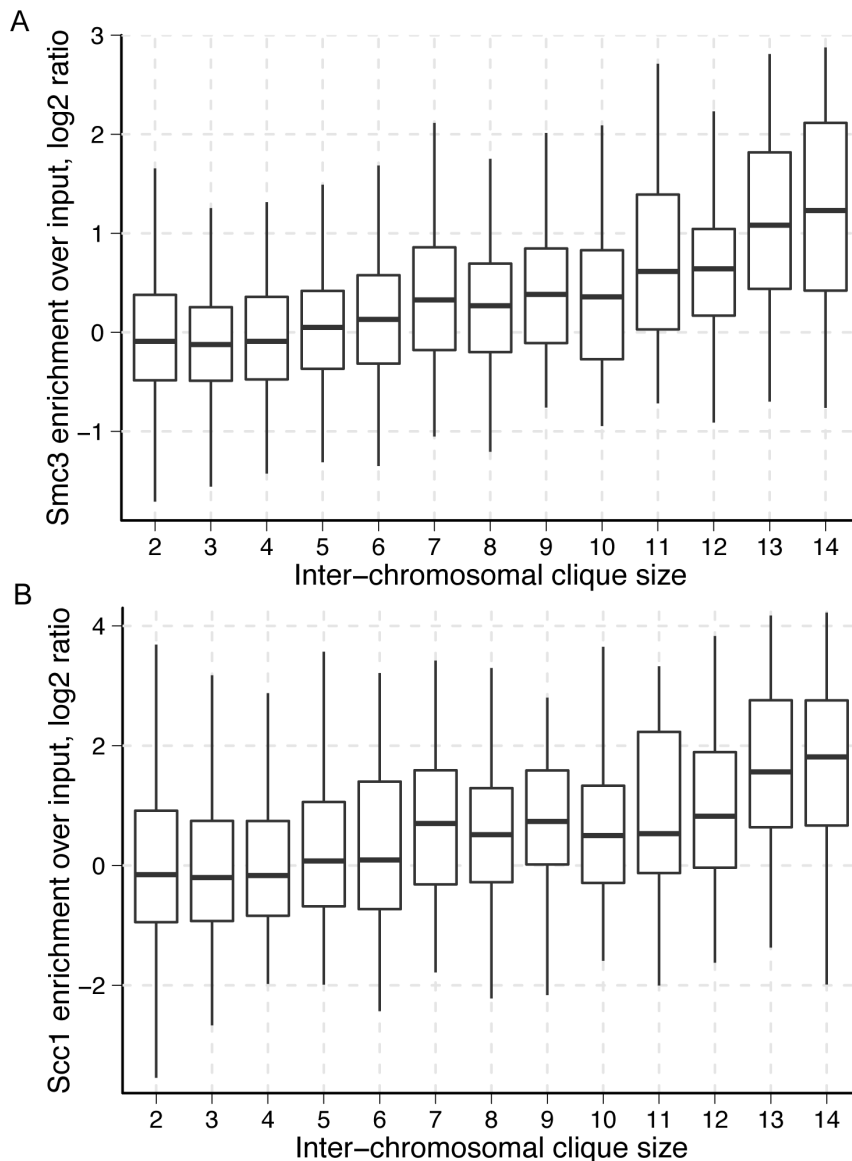 A
Smc3 enrichment over input, log2 ratio
3
2
1
0
−1
2 3 4 5 6 7 8 9 10 11 12 13 14
Inter−chromosomal clique size
B
Scc1 enrichment over input, log2 ratio
4
2
0
−2
2 3 4 5 6 7 8 9 10 11 12 13 14
Inter−chromosomal clique size